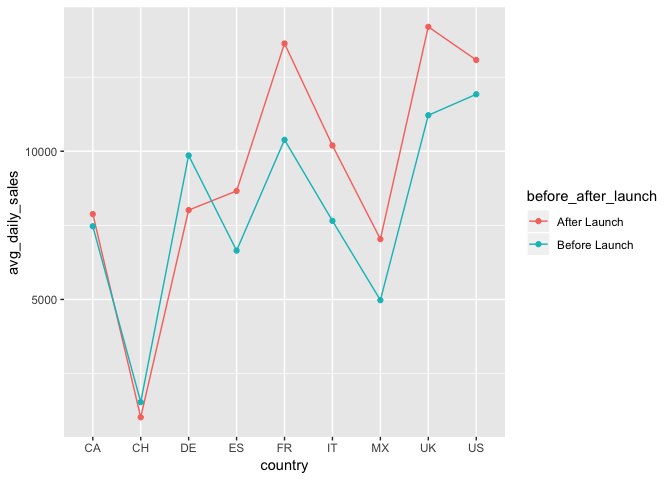 avg_daily_sales
10000
5000
CA CH DE ES FR IT MX UK US
country
before_after_launch
After Launch
Before Launch